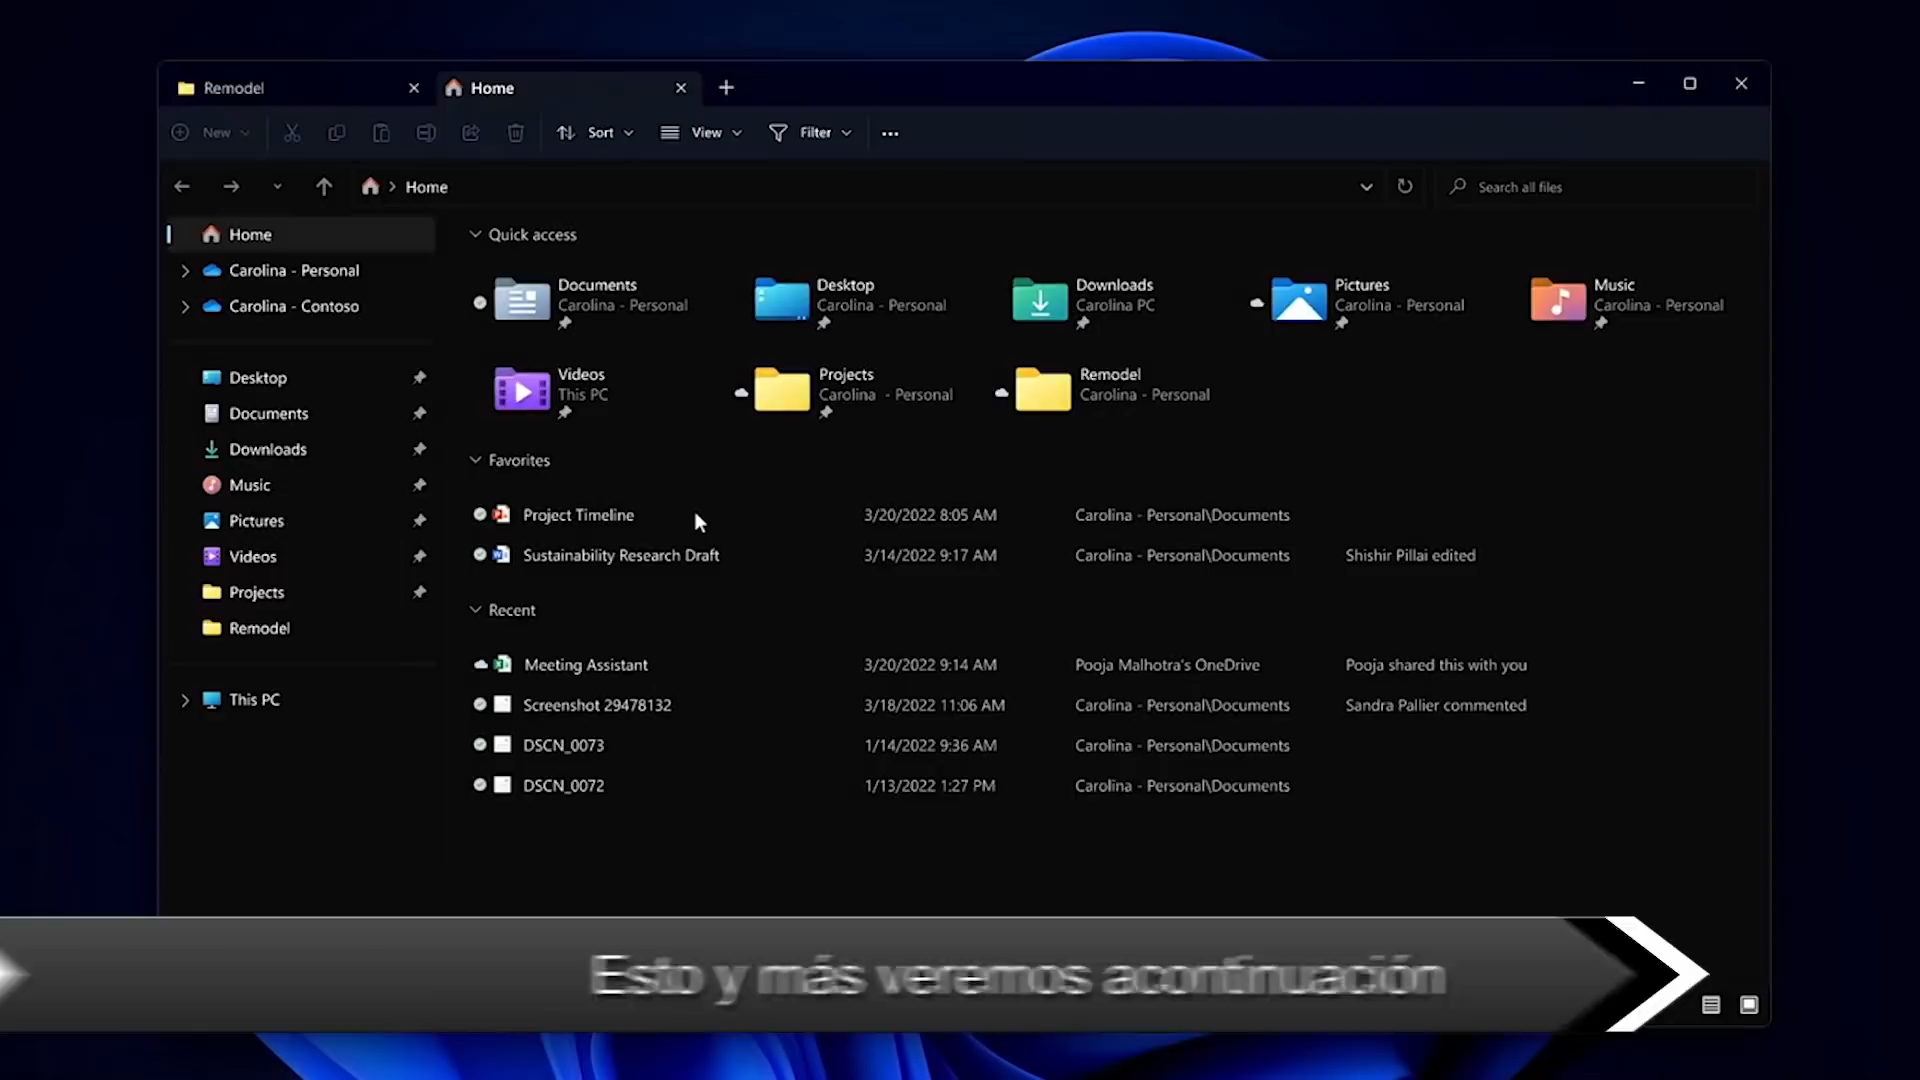 Remodel
Home
New
Sort
View
Filter
Home
Search all files
Home
Carolina - Personal
Carolina - Contoso
Desktop
Documents
Downloads
Music
Pictures
Videos
Projects
Remodel
This PC
Quick access
Documents
Carolina - Personal
Desktop
Carolina - Personal
Downloads
Carolina PC
Pictures
Carolina - Personal
Music
Carolina - Personal
Videos
This PC
Projects
Carolina - Personal
Remodel
Carolina - Personal
Favorites
Project Timeline 3/20/2022 8:05 AM Carolina - Personal\Documents
Sustainability Research Draft 3/14/2022 9:17 AM Carolina - Personal\Documents Shishir Pillai edited
Recent
Meeting Assistant 3/20/2022 9:14 AM Pooja Malhotra's OneDrive Pooja shared this with you
Screenshot 29478132 3/18/2022 11:06 AM Carolina - Personal\Documents Sandra Pallier commented
DSCN_0073 1/14/2022 9:36 AM Carolina - Personal\Documents
DSCN_0072 1/13/2022 1:27 PM Carolina - Personal\Documents
Esto y más veremos acontinuación